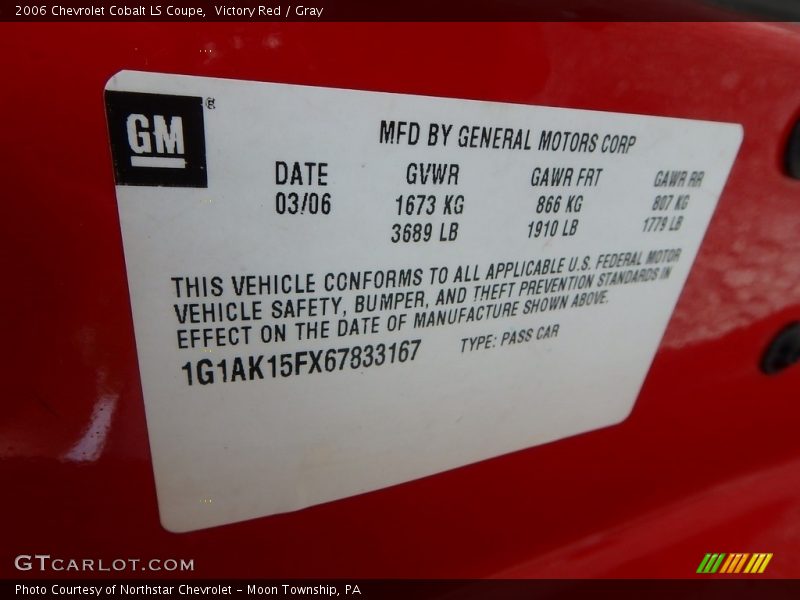 2006 Chevrolet Cobalt LS Coupe, Victory Red / Gray
GM ®
MFD BY GENERAL MOTORS CORP
DATE GVWR GAWR FRT GAWR RR
03/06 1673 KG 866 KG 807 KG
3689 LB 1910 LB 1779 LB
THIS VEHICLE CONFORMS TO ALL APPLICABLE U.S. FEDERAL MOTOR
VEHICLE SAFETY, BUMPER, AND THEFT PREVENTION STANDARDS IN
EFFECT ON THE DATE OF MANUFACTURE SHOWN ABOVE.
1G1AK15FX67833167 TYPE: PASS CAR
GTCARLOT.COM
Photo Courtesy of Northstar Chevrolet - Moon Township, PA